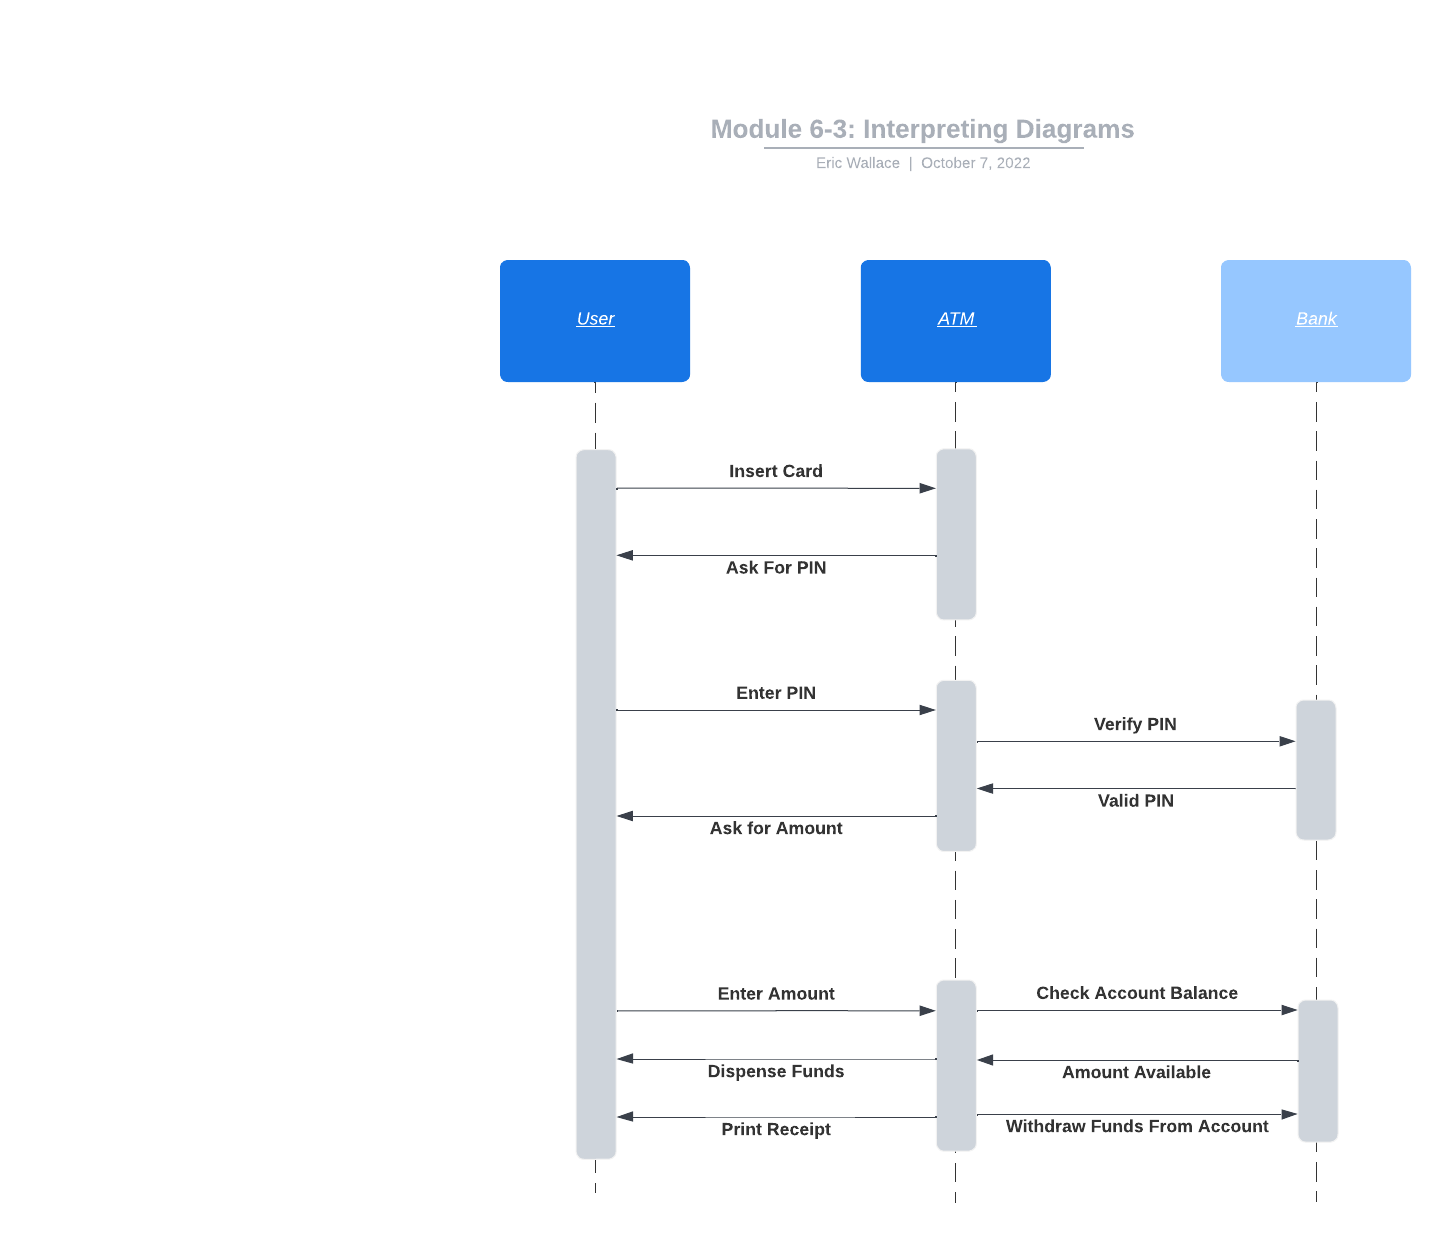 Module 6-3: Interpreting Diagrams
Eric Wallace | October 7, 2022
User
ATM
Bank
Insert Card
Ask For PIN
Enter PIN
Verify PIN
Valid PIN
Ask for Amount
Enter Amount
Check Account Balance
Dispense Funds
Amount Available
Print Receipt
Withdraw Funds From Account